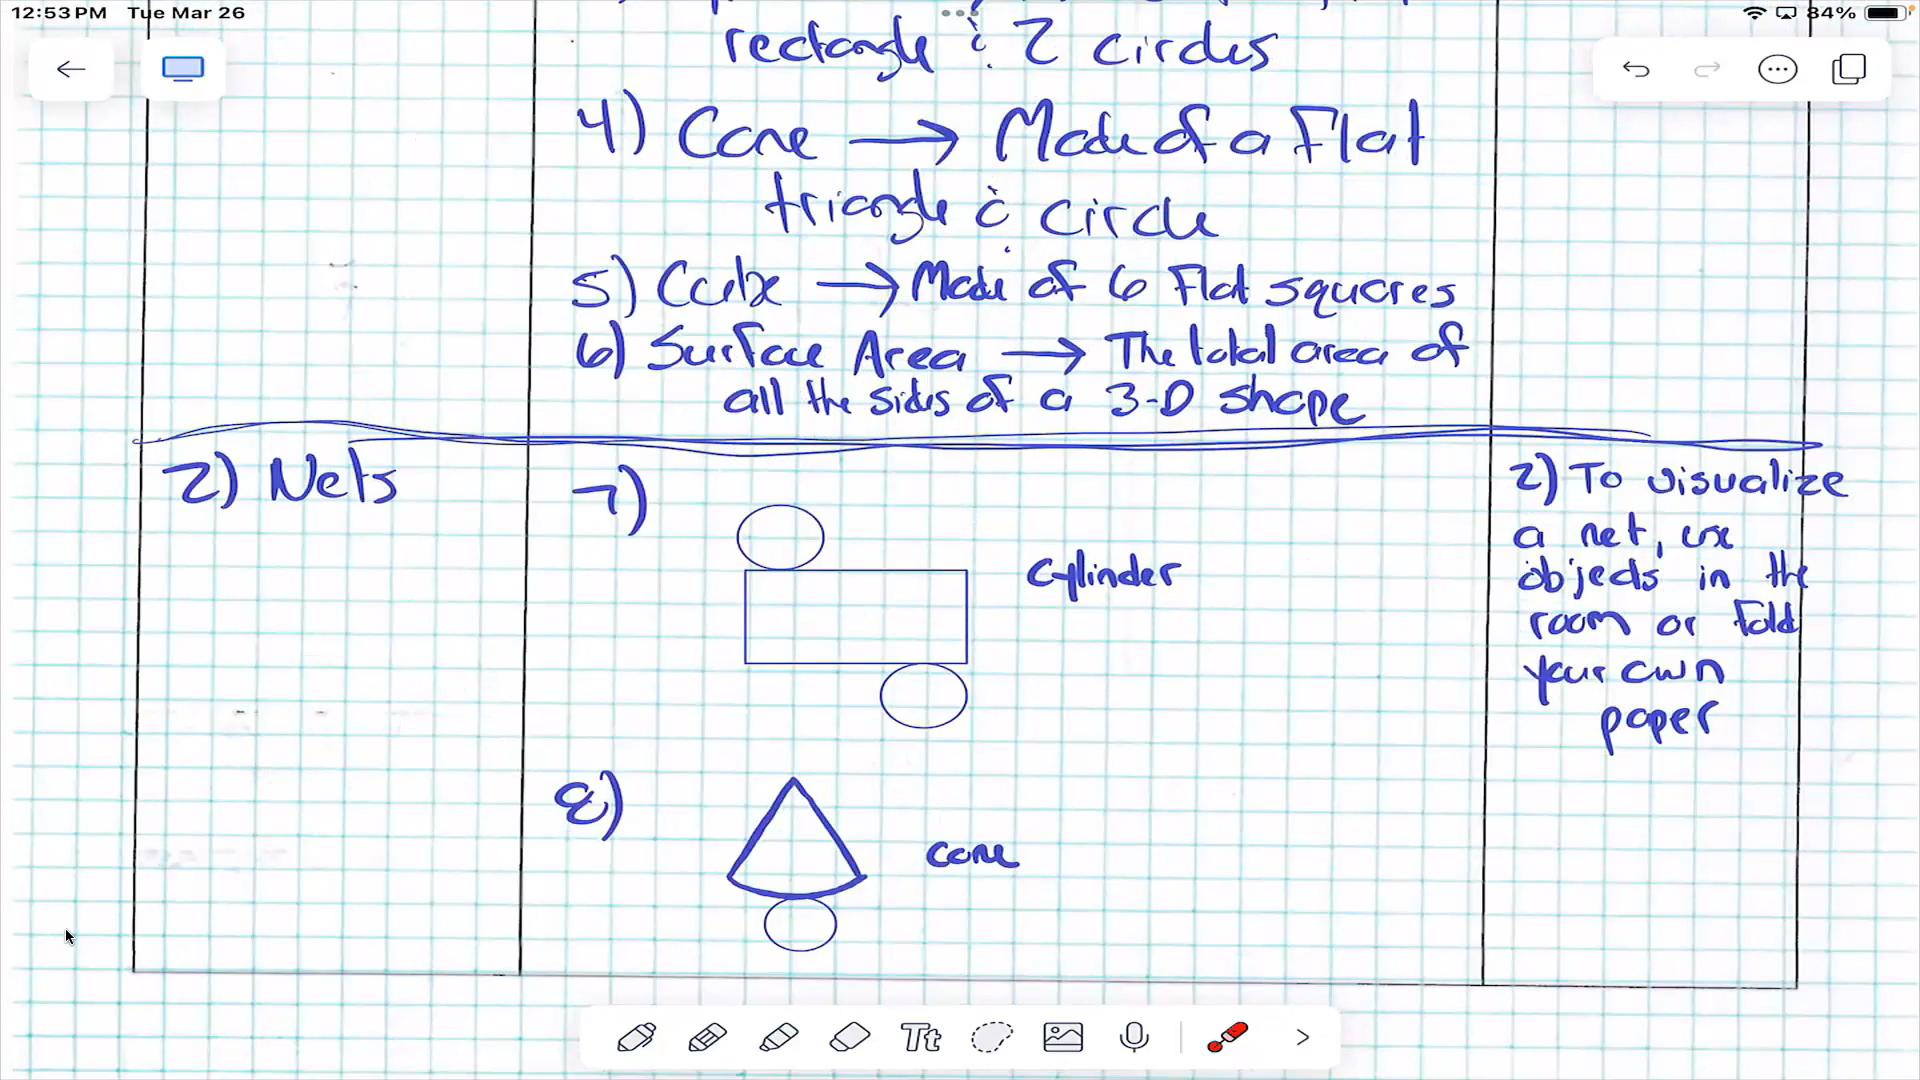 12:53 PM Tue Mar 26
84%
rectangle & 2 circles
4) Cone → Made of a Flat
triangle & circle
5) Cube → Made of 6 Flat squares
6) Surface Area → The total area of
all the sides of a 3-D shape
2) Nets
7)
Cylinder
8)
cone
2) To visualize
a net, use
objects in the
room or fold
your own
paper
Tt